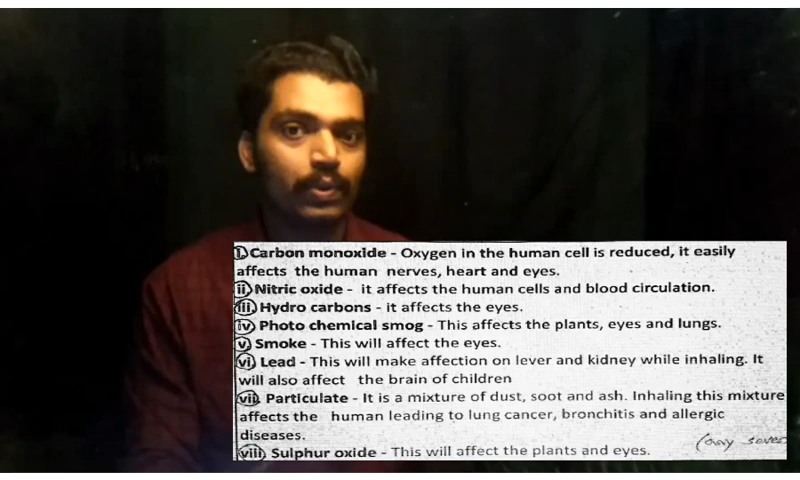 i. Carbon monoxide - Oxygen in the human cell is reduced, it easily
affects the human nerves, heart and eyes.
ii) Nitric oxide - it affects the human cells and blood circulation.
iii) Hydro carbons - it affects the eyes.
iv) Photo chemical smog - This affects the plants, eyes and lungs.
v) Smoke - This will affect the eyes.
vi) Lead - This will make affection on lever and kidney while inhaling. It
will also affect the brain of children
vii. Particulate - It is a mixture of dust, soot and ash. Inhaling this mixture
affects the human leading to lung cancer, bronchitis and allergic
diseases.
viii) Sulphur oxide - This will affect the plants and eyes.